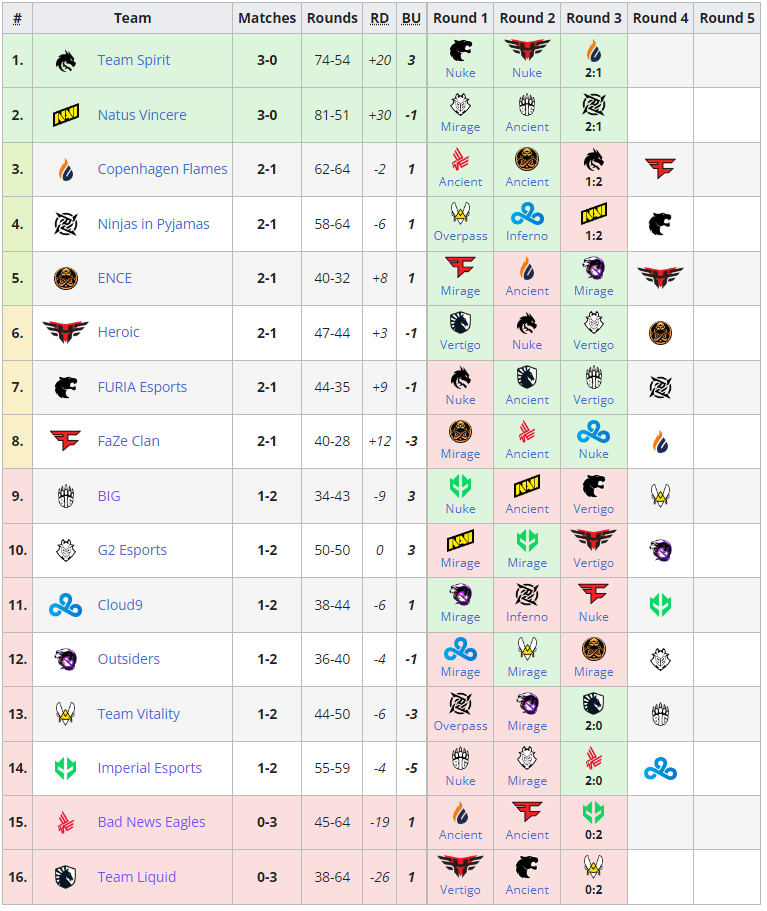 # Team Matches Rounds RD BU Round 1 Round 2 Round 3 Round 4 Round 5
1. Team Spirit 3-0 74-54 +20 3 Nuke Nuke 2:1
2. NAVI Natus Vincere 3-0 81-51 +30 -1 Mirage Ancient 2:1
3. Copenhagen Flames 2-1 62-64 -2 1 Ancient Ancient 1:2
4. Ninjas in Pyjamas 2-1 58-64 -6 1 Overpass Inferno 1:2
5. ENCE 2-1 40-32 +8 1 Mirage Ancient Mirage
6. Heroic 2-1 47-44 +3 -1 Vertigo Nuke Vertigo
7. FURIA Esports 2-1 44-35 +9 -1 Nuke Ancient Vertigo
8. FaZe Clan 2-1 40-28 +12 -3 Mirage Ancient Nuke
9. BIG 1-2 34-43 -9 3 Nuke Ancient Vertigo
10. G2 Esports 1-2 50-50 0 3 Mirage Mirage Vertigo
11. Cloud9 1-2 38-44 -6 1 Mirage Inferno Nuke
12. Outsiders 1-2 36-40 -4 -1 Mirage Mirage Mirage
13. Team Vitality 1-2 44-50 -6 -3 Overpass Mirage 2:0
14. Imperial Esports 1-2 55-59 -4 -5 Nuke Mirage 2:0
15. Bad News Eagles 0-3 45-64 -19 1 Ancient Ancient 0:2
16. Team Liquid 0-3 38-64 -26 1 Vertigo Ancient 0:2